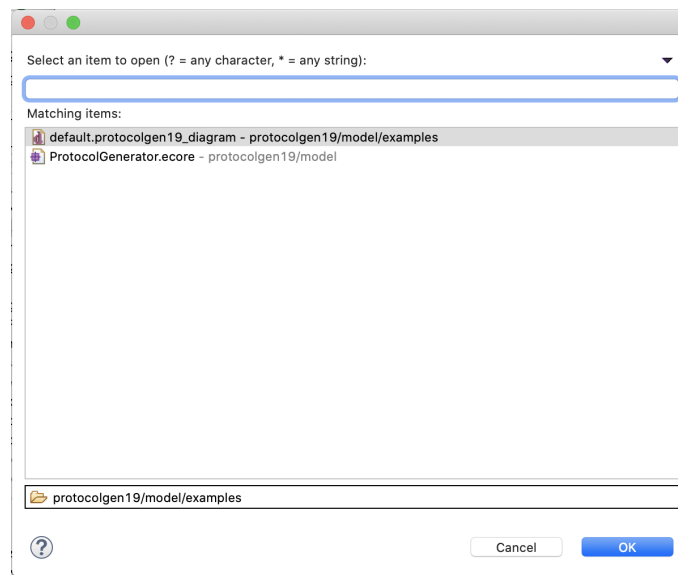 Select an item to open (? = any character, * = any string):
Matching items:
default.protocolgen19_diagram - protocolgen19/model/examples
ProtocolGenerator.ecore - protocolgen19/model
protocolgen19/model/examples
?
Cancel
OK